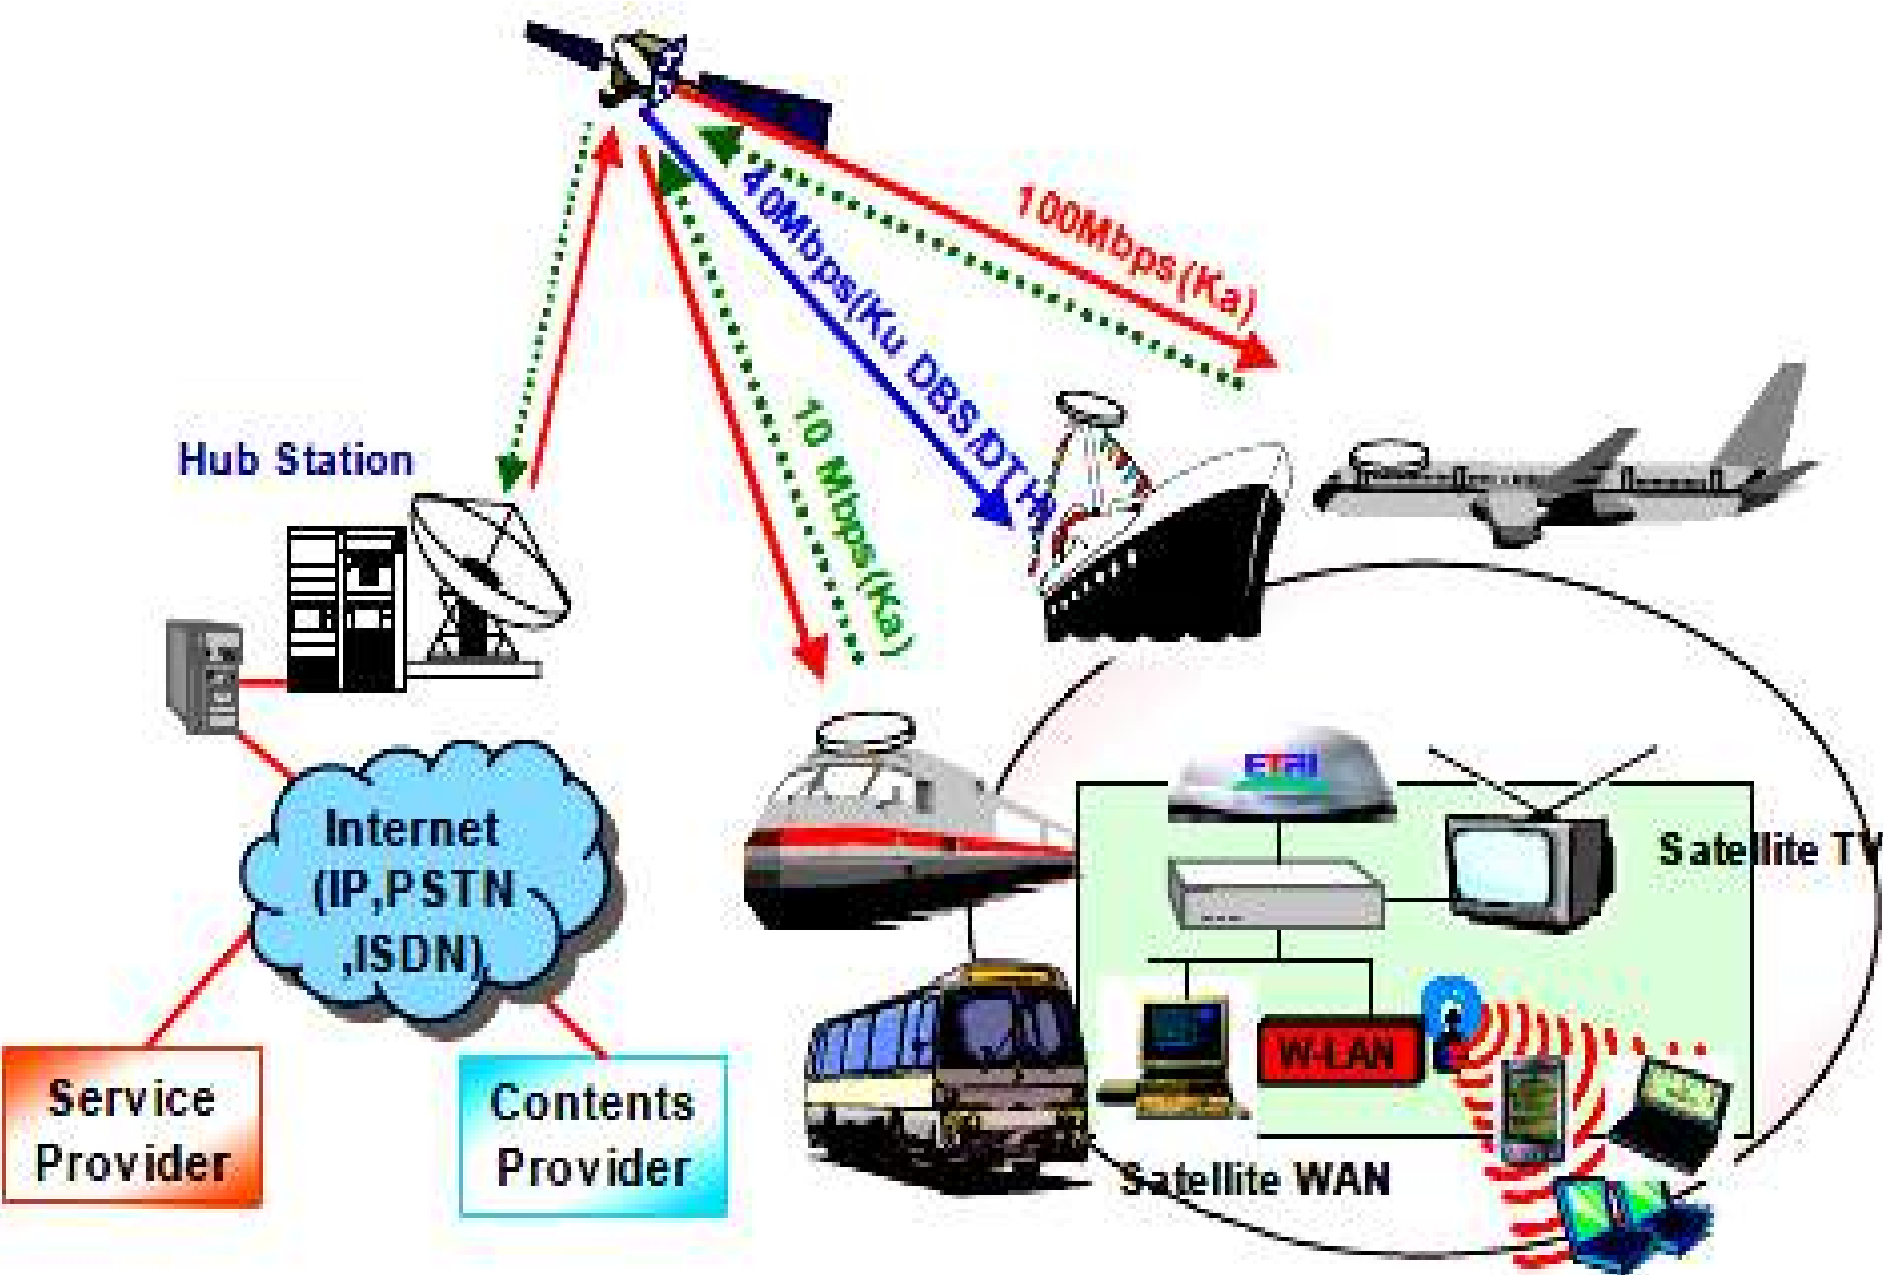 100Mbps(Ka)
40Mbps(Ku DBS/DTH)
10 Mbps(Ka)
Hub Station
Internet
(IP,PSTN
,ISDN)
Service
Provider
Contents
Provider
ETRI
Satellite TV
W-LAN
Satellite WAN